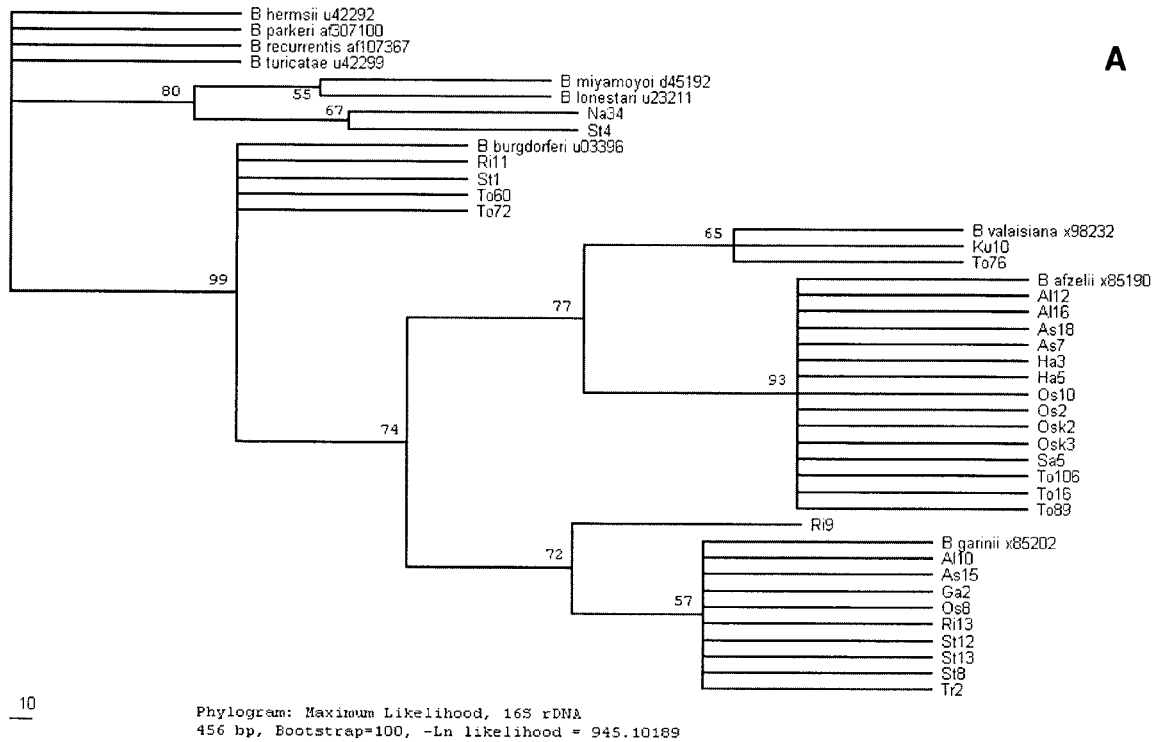 A
B hermsii u42292
B parkeri af307100
B recurrentis af107367
B turicatae u42299
80
55
B miyamoyoi d45192
B lonestari u23211
67
Na34
St4
B burgdorferi u03396
Ri11
St1
To60
To72
99
65
B valaisiana x98232
Ku10
To76
77
93
B afzelii x85190
Al12
Al16
As18
As7
Ha3
Ha5
Os10
Os2
Osk2
Osk3
Sa5
To106
To16
To89
74
72
Ri9
57
B garinii x85202
Al10
As15
Ga2
Os8
Ri13
St12
St13
St8
Tr2
10
Phylogram: Maximum Likelihood, 16S rDNA
456 bp, Bootstrap=100, -Ln likelihood = 945.10189